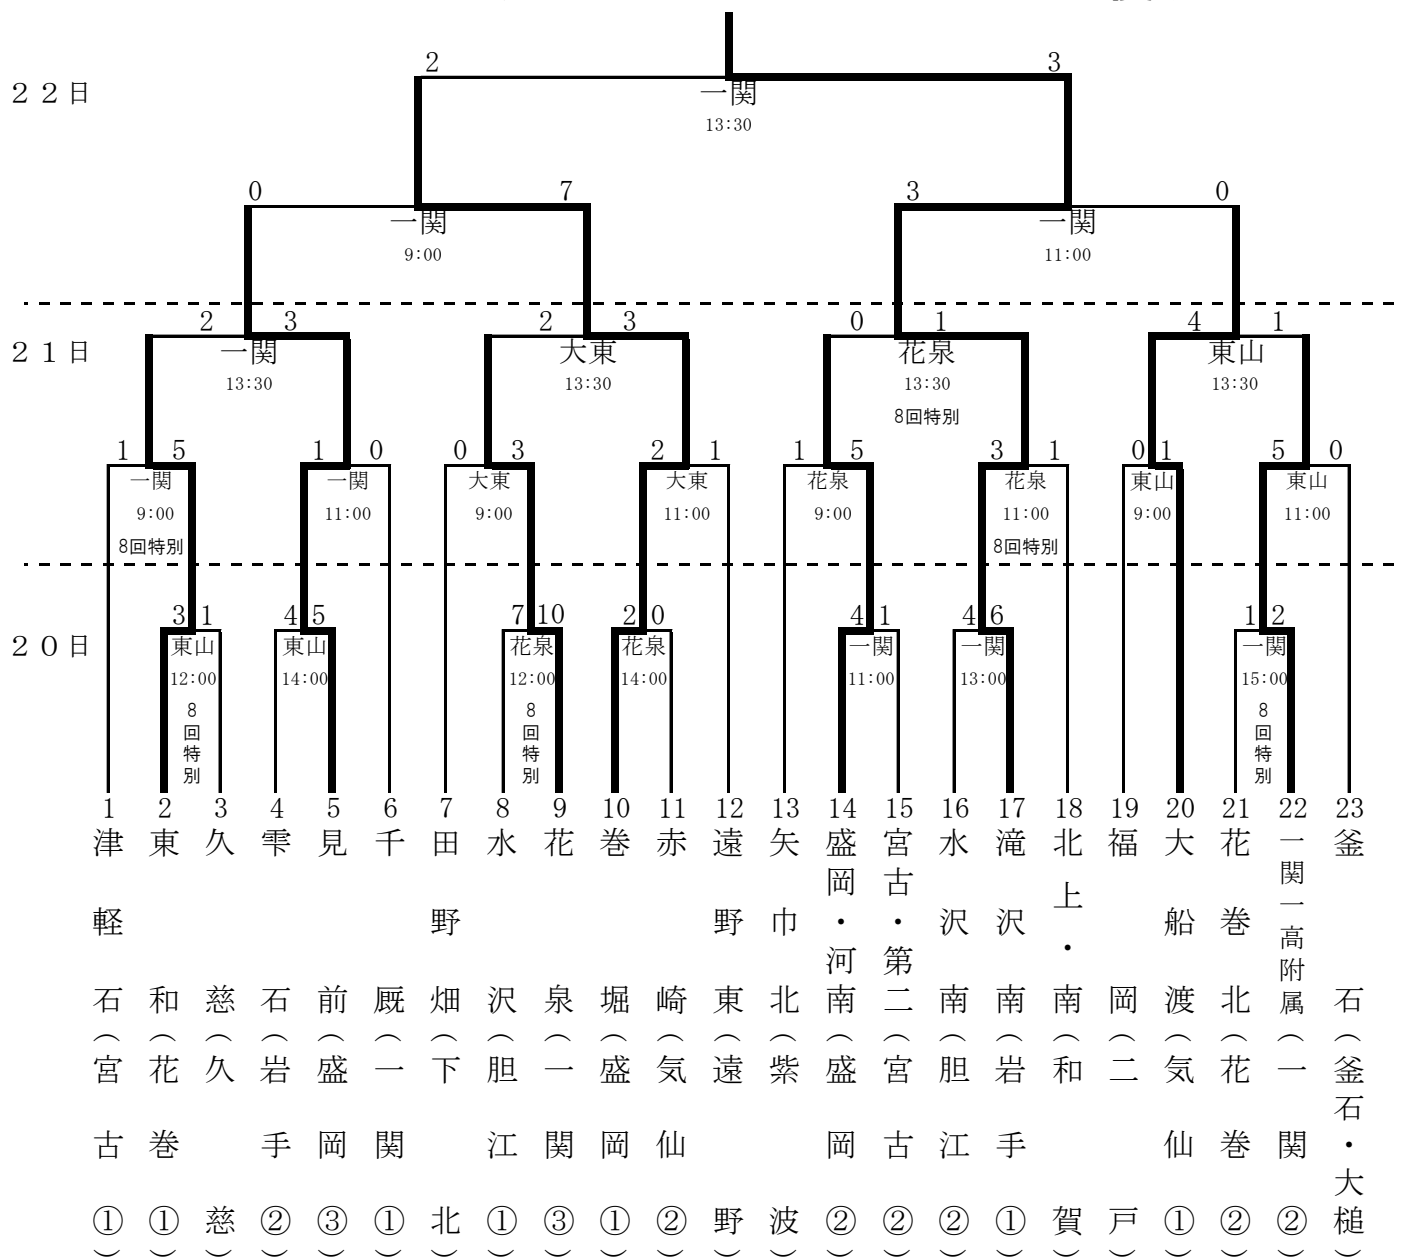 2 3
２２日
一関
13:30
0 7 3 0
一関 一関
9:00 11:00
2 3 2 3 0 1 4 1
２１日
一関 大東 花泉 東山
13:30 13:30 13:30 13:30
8回特別
1 5 1 0 0 3 2 1 1 5 3 1 0 1 5 0
一関 一関 大東 大東 花泉 花泉 東山 東山
9:00 11:00 9:00 11:00 9:00 11:00 9:00 11:00
8回特別 8回特別
3 1 4 5 7 10 2 0 4 1 4 6 1 2
２０日
東山 東山 花泉 花泉 一関 一関 一関
12:00 14:00 12:00 14:00 11:00 13:00 15:00
8回特別 8回特別 8回特別
1 津軽石（宮古①）
2 東和（花巻①）
3 久慈（久慈）
4 雫石（岩手②）
5 見前（盛岡③）
6 千厩（一関①）
7 田野畑（下北）
8 水沢（胆江①）
9 花泉（一関③）
10 巻堀（盛岡①）
11 赤崎（気仙②）
12 遠野東（遠野）
13 矢巾北（紫波）
14 盛岡・河南（盛岡②）
15 宮古・第二（宮古②）
16 水沢南（胆江②）
17 滝沢南（岩手①）
18 北上・南（和賀）
19 福岡（二戸）
20 大船渡（気仙①）
21 花巻北（花巻②）
22 一関一高附属（一関②）
23 釜石（釜石・大槌）